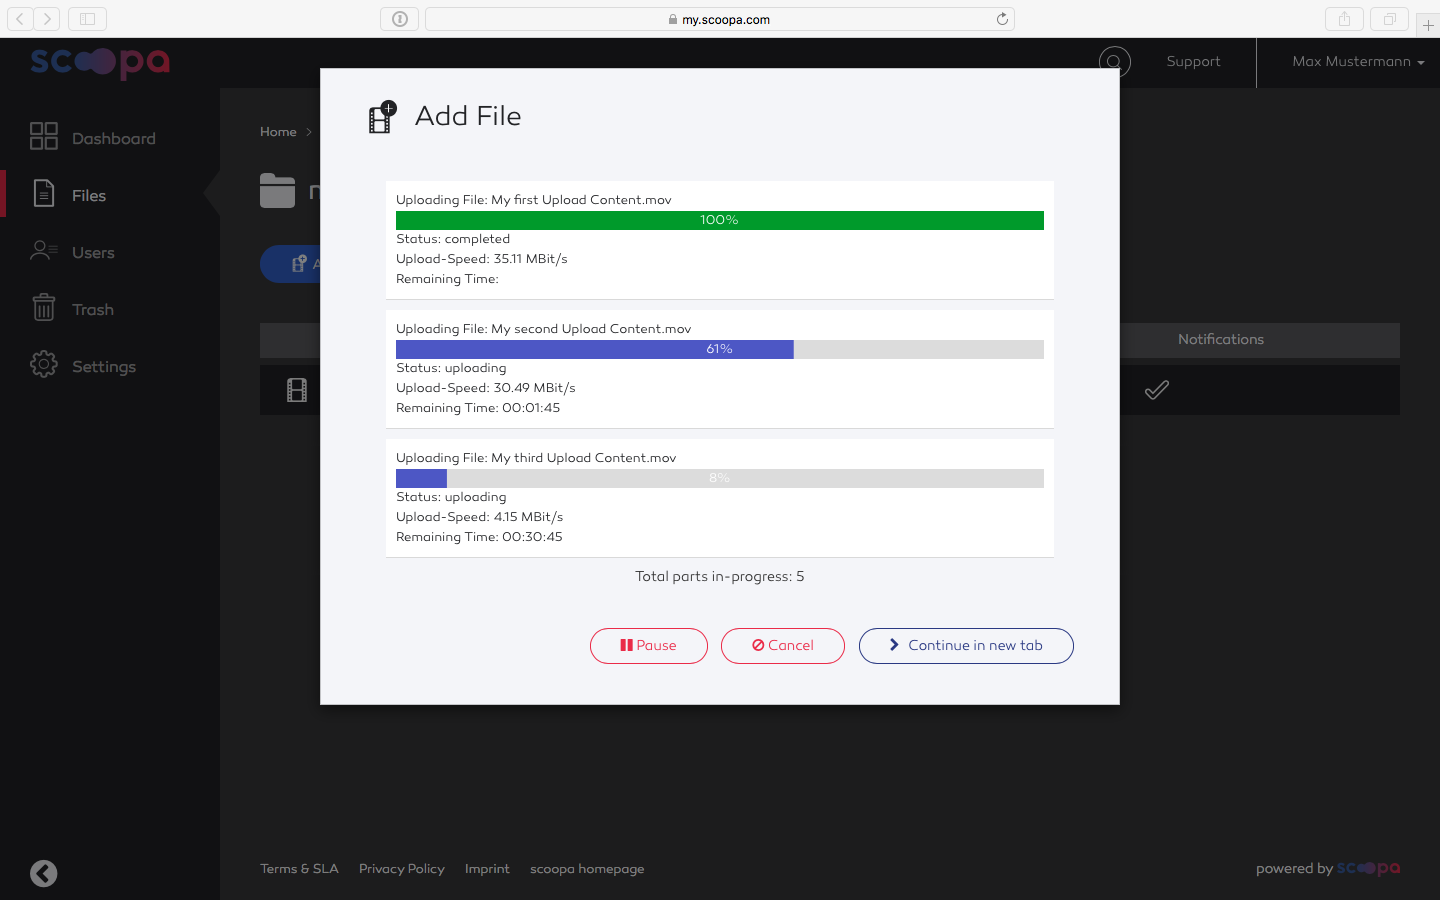 my.scoopa.com
scoopa
Support
Max Mustermann
Dashboard
Files
Users
Trash
Settings
Home
Add File
Uploading File: My first Upload Content.mov
100%
Status: completed
Upload-Speed: 35.11 MBit/s
Remaining Time:
Uploading File: My second Upload Content.mov
61%
Status: uploading
Upload-Speed: 30.49 MBit/s
Remaining Time: 00:01:45
Uploading File: My third Upload Content.mov
8%
Status: uploading
Upload-Speed: 4.15 MBit/s
Remaining Time: 00:30:45
Total parts in-progress: 5
Pause
Cancel
Continue in new tab
Notifications
Terms & SLA
Privacy Policy
Imprint
scoopa homepage
powered by scoopa